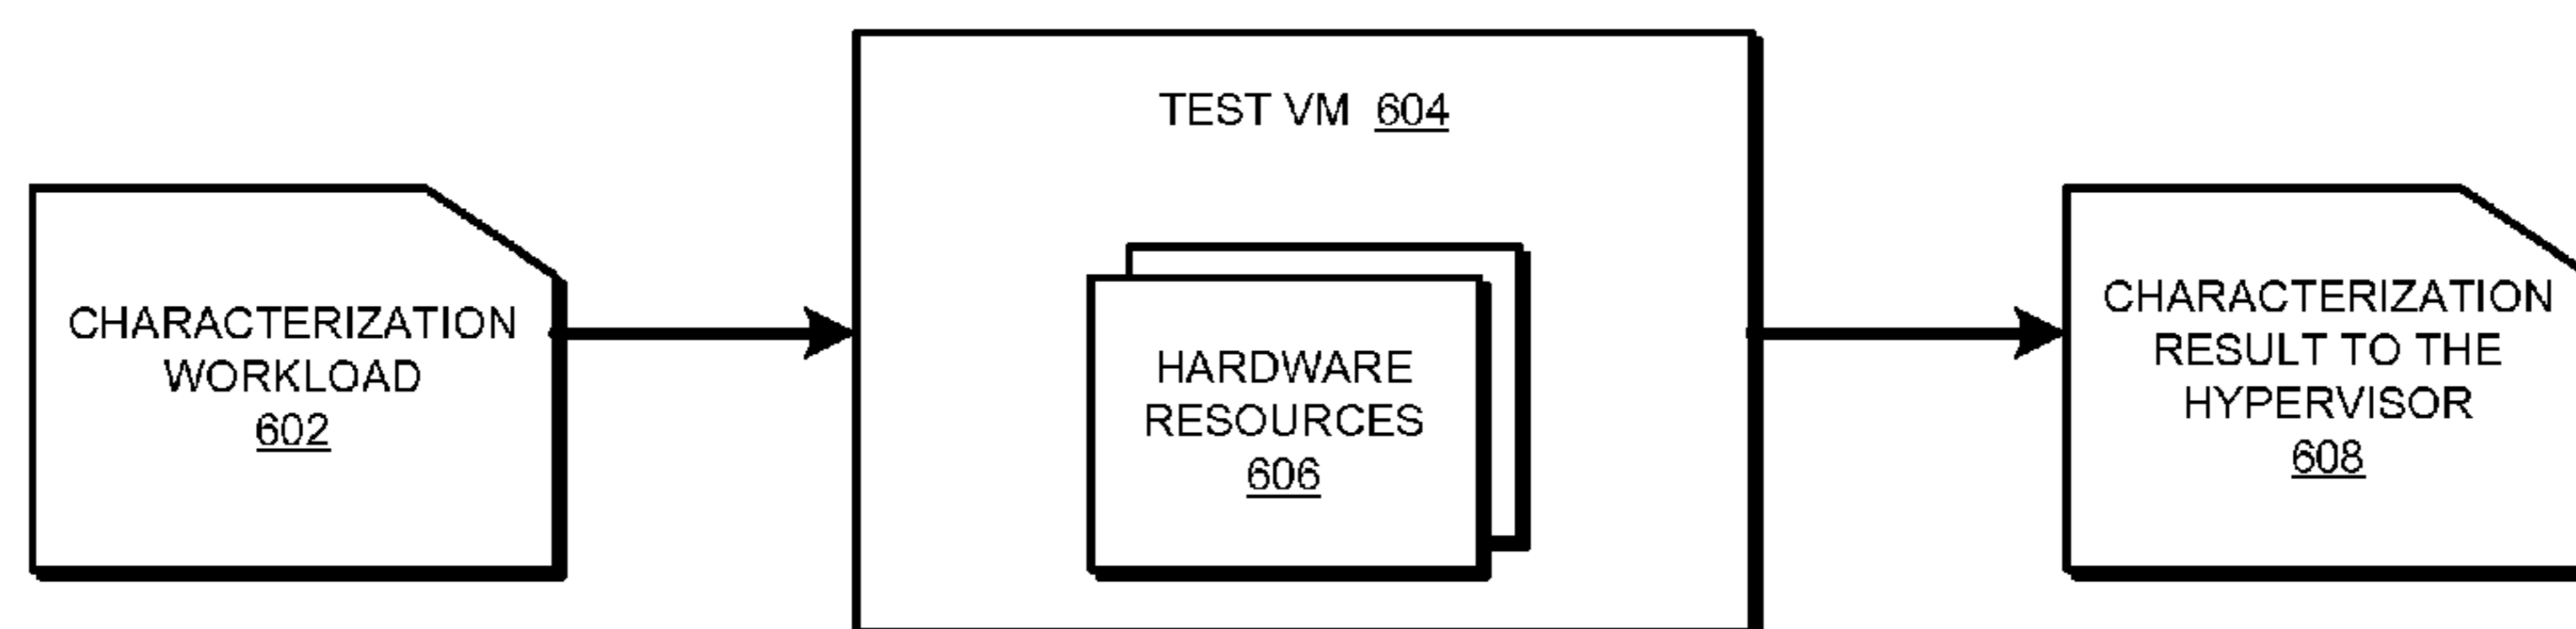 CHARACTERIZATION
WORKLOAD
602
TEST VM 604
HARDWARE
RESOURCES
606
CHARACTERIZATION
RESULT TO THE
HYPERVISOR
608